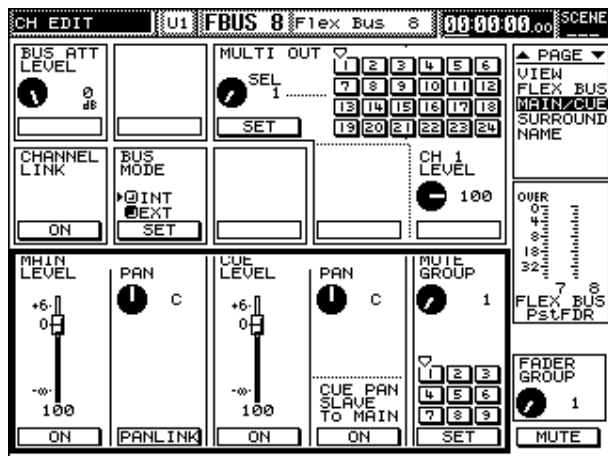 CH EDIT U1 FBUS 8 Flex Bus 8 00:00:00.00 SCENE
---
BUS ATT LEVEL
0
dB
MULTI OUT
SEL
1
SET
1 2 3 4 5 6
7 8 9 10 11 12
13 14 15 16 17 18
19 20 21 22 23 24
▲ PAGE ▼
VIEW
FLEX BUS
MAIN/CUE
SURROUND
NAME
CHANNEL
LINK
ON
BUS
MODE
INT
EXT
SET
CH 1
LEVEL
100
OVER
0
4
8
18
32
7 8
FLEX BUS
PstFDR
MAIN
LEVEL
+6
0
-∞
100
ON
PAN
C
PANLINK
CUE
LEVEL
+6
0
-∞
100
ON
PAN
C
CUE PAN
SLAVE
To MAIN
ON
MUTE
GROUP
1
1 2 3
4 5 6
7 8 9
SET
FADER
GROUP
1
MUTE